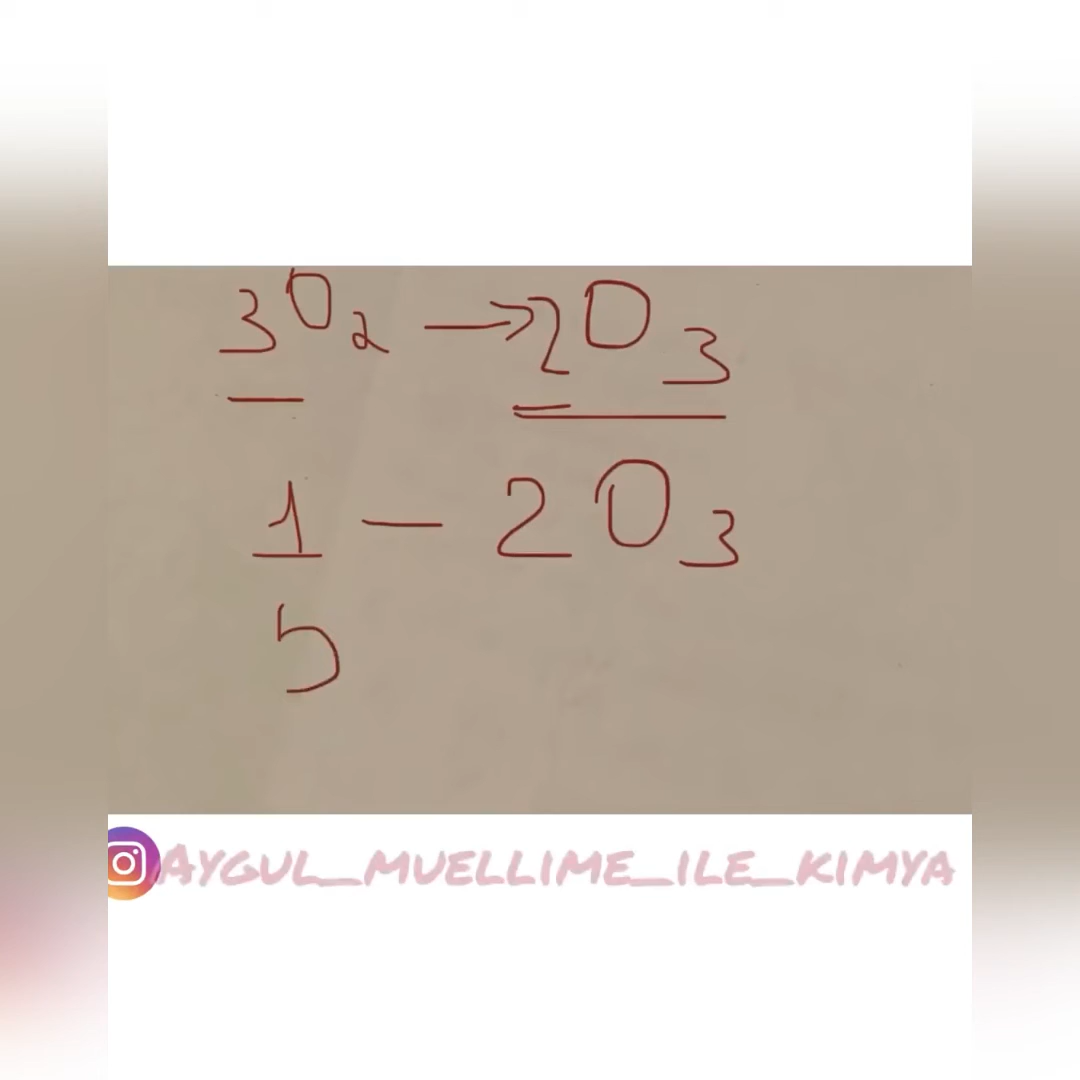 3O₂ → 2O₃
1 – 2O₃
5
AYGUL_MUELLIME_ILE_KIMYA